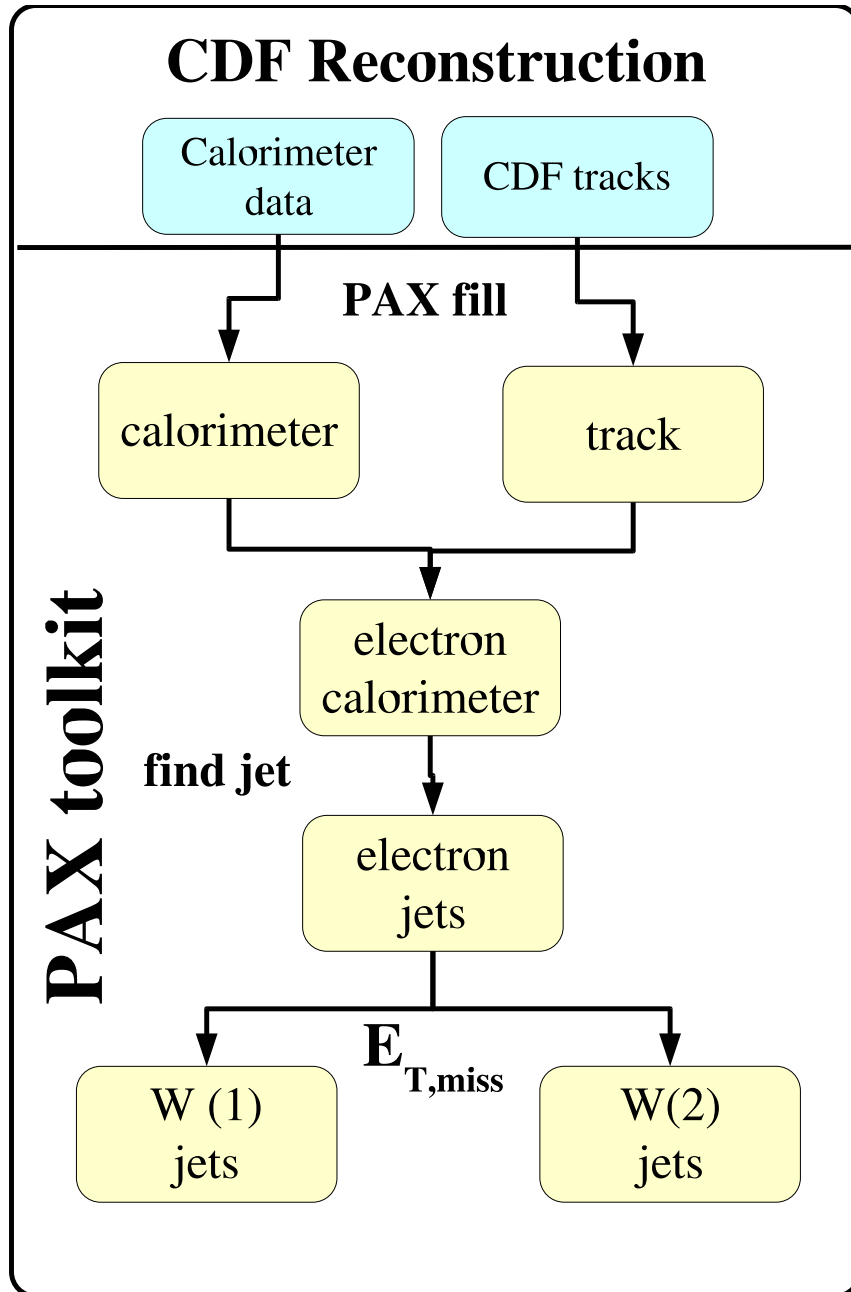 CDF Reconstruction
Calorimeter
data
CDF tracks
PAX fill
calorimeter
track
electron
calorimeter
PAX toolkit
find jet
electron
jets
E T,miss
W (1)
jets
W(2)
jets